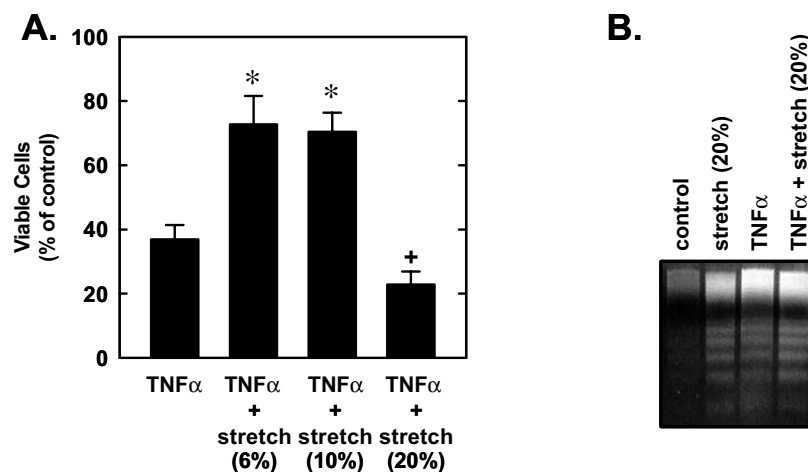 A.
Viable Cells
(% of control)
100
80
60
40
20
0
*
*
+
TNFα
TNFα
+
stretch
(6%)
TNFα
+
stretch
(10%)
TNFα
+
stretch
(20%)
B.
control
stretch (20%)
TNFα
TNFα + stretch (20%)